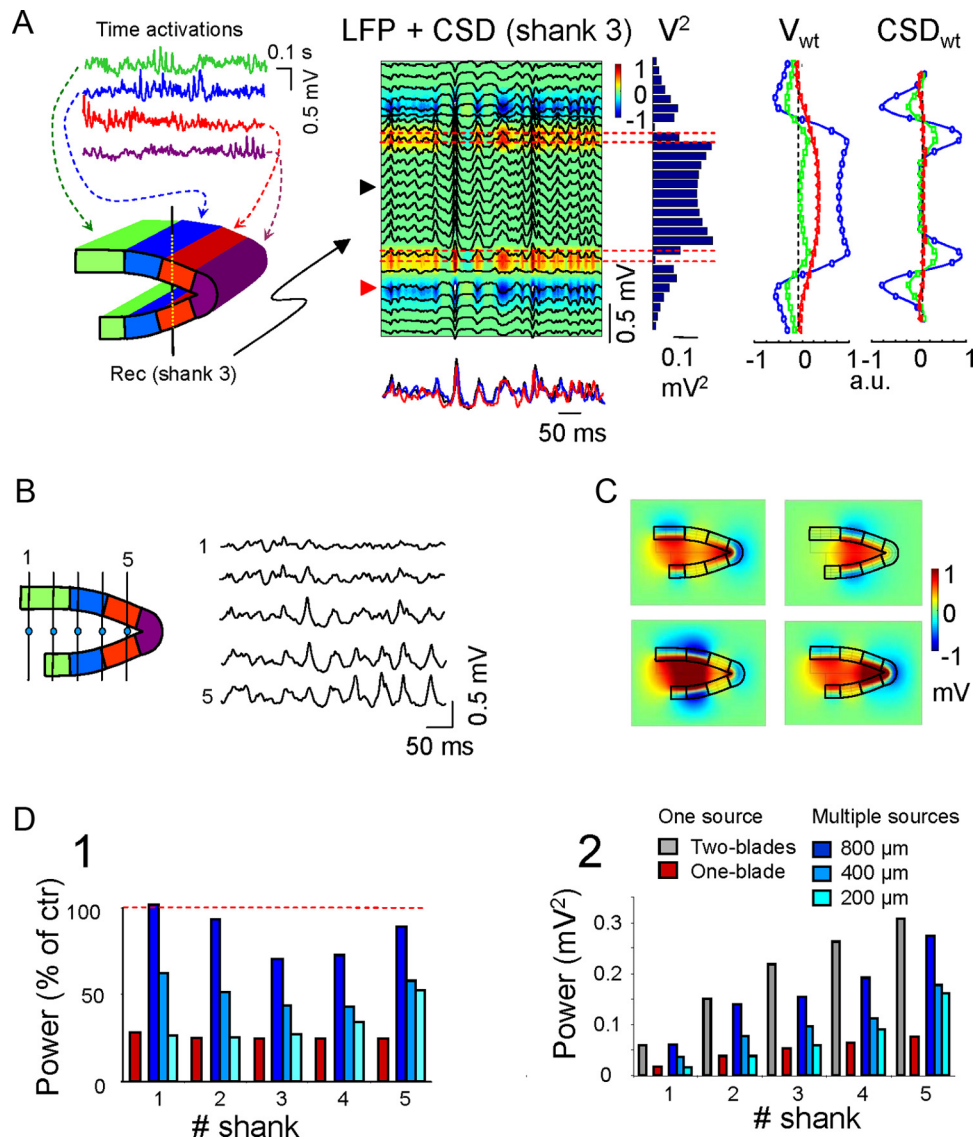 A
Time activations
0.1 s
0.5 mV
Rec (shank 3)
LFP + CSD (shank 3)
1
0
-1
0.5 mV
50 ms
V²
0.1
mV²
V_wt
-1 0 1
a.u.
CSD_wt
-1 0 1
B
1 5
1
5
0.5 mV
50 ms
C
1
0
-1
mV
D
1
Power (% of ctr)
100
50
0
1 2 3 4 5
# shank
2
One source
Two-blades
One-blade
Multiple sources
800 µm
400 µm
200 µm
Power (mV²)
0.3
0.2
0.1
0
1 2 3 4 5
# shank